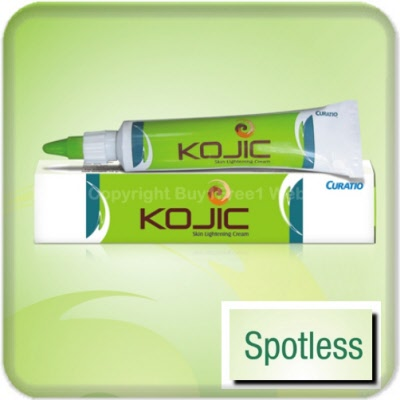 KOJIC
Skin Lightening Cream
CURATIO
Copyright Buy
KOJIC
Skin Lightening Cream
CURATIO
Spotless